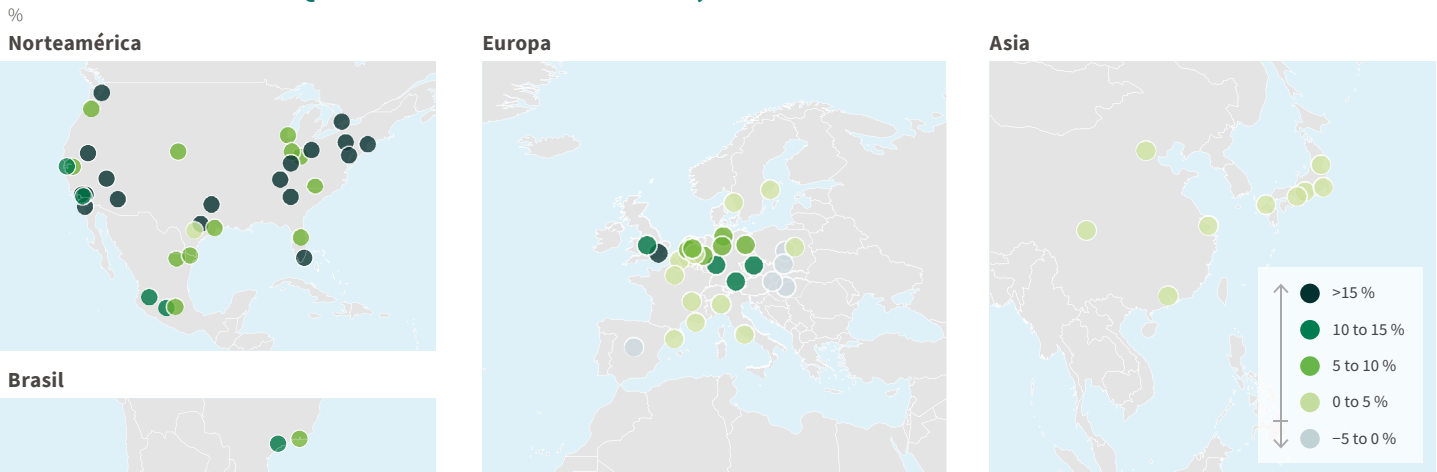 %
Norteamérica
Europa
Asia
>15 %
10 to 15 %
5 to 10 %
0 to 5 %
−5 to 0 %
Brasil